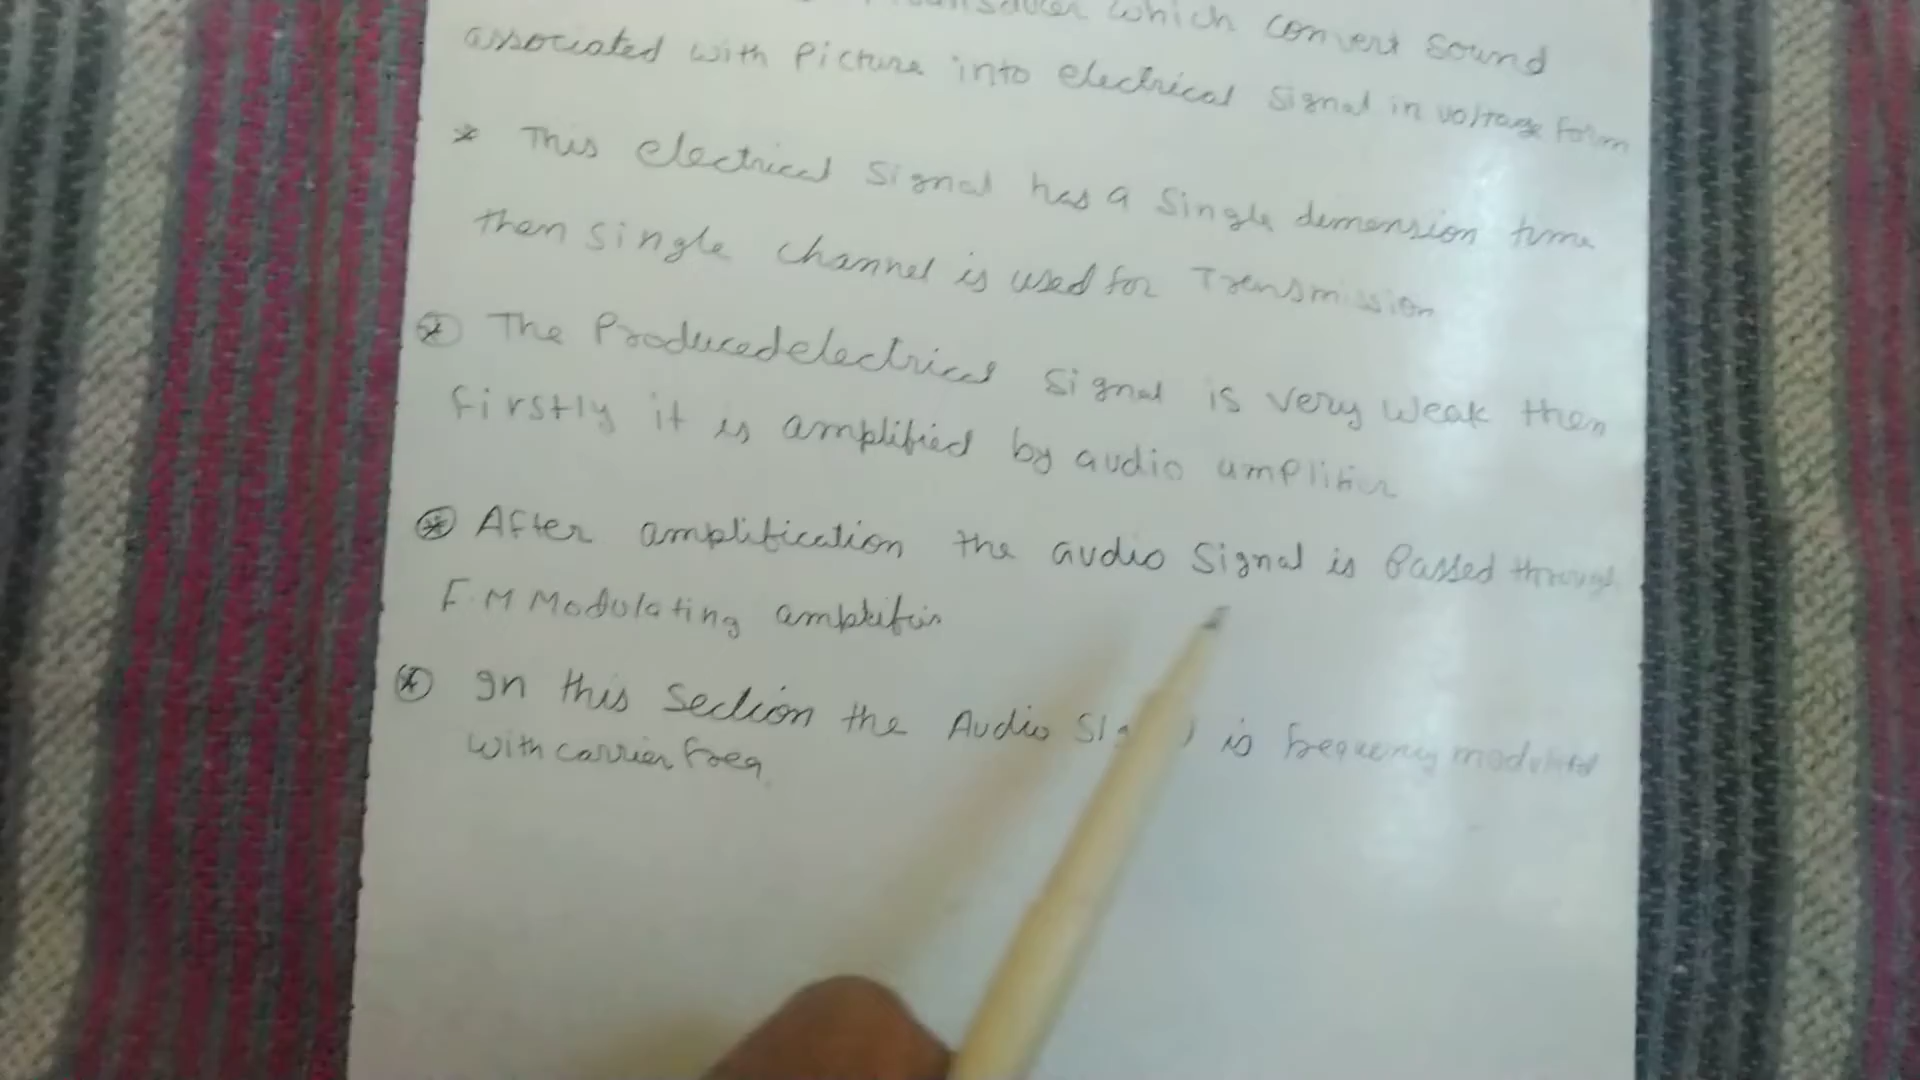 which convert Sound
associated with Picture into electrical Signal in voltage form
* This electrical Signal has a Single dimension time
then single channel is used for Transmission
* The Produced electrical Signal is very weak then
firstly it is amplified by audio amplifier
* After amplification the audio Signal is Passed through
F.M Modulating amplifier
* In this Section the Audio is frequency modulated
with carrier freq.